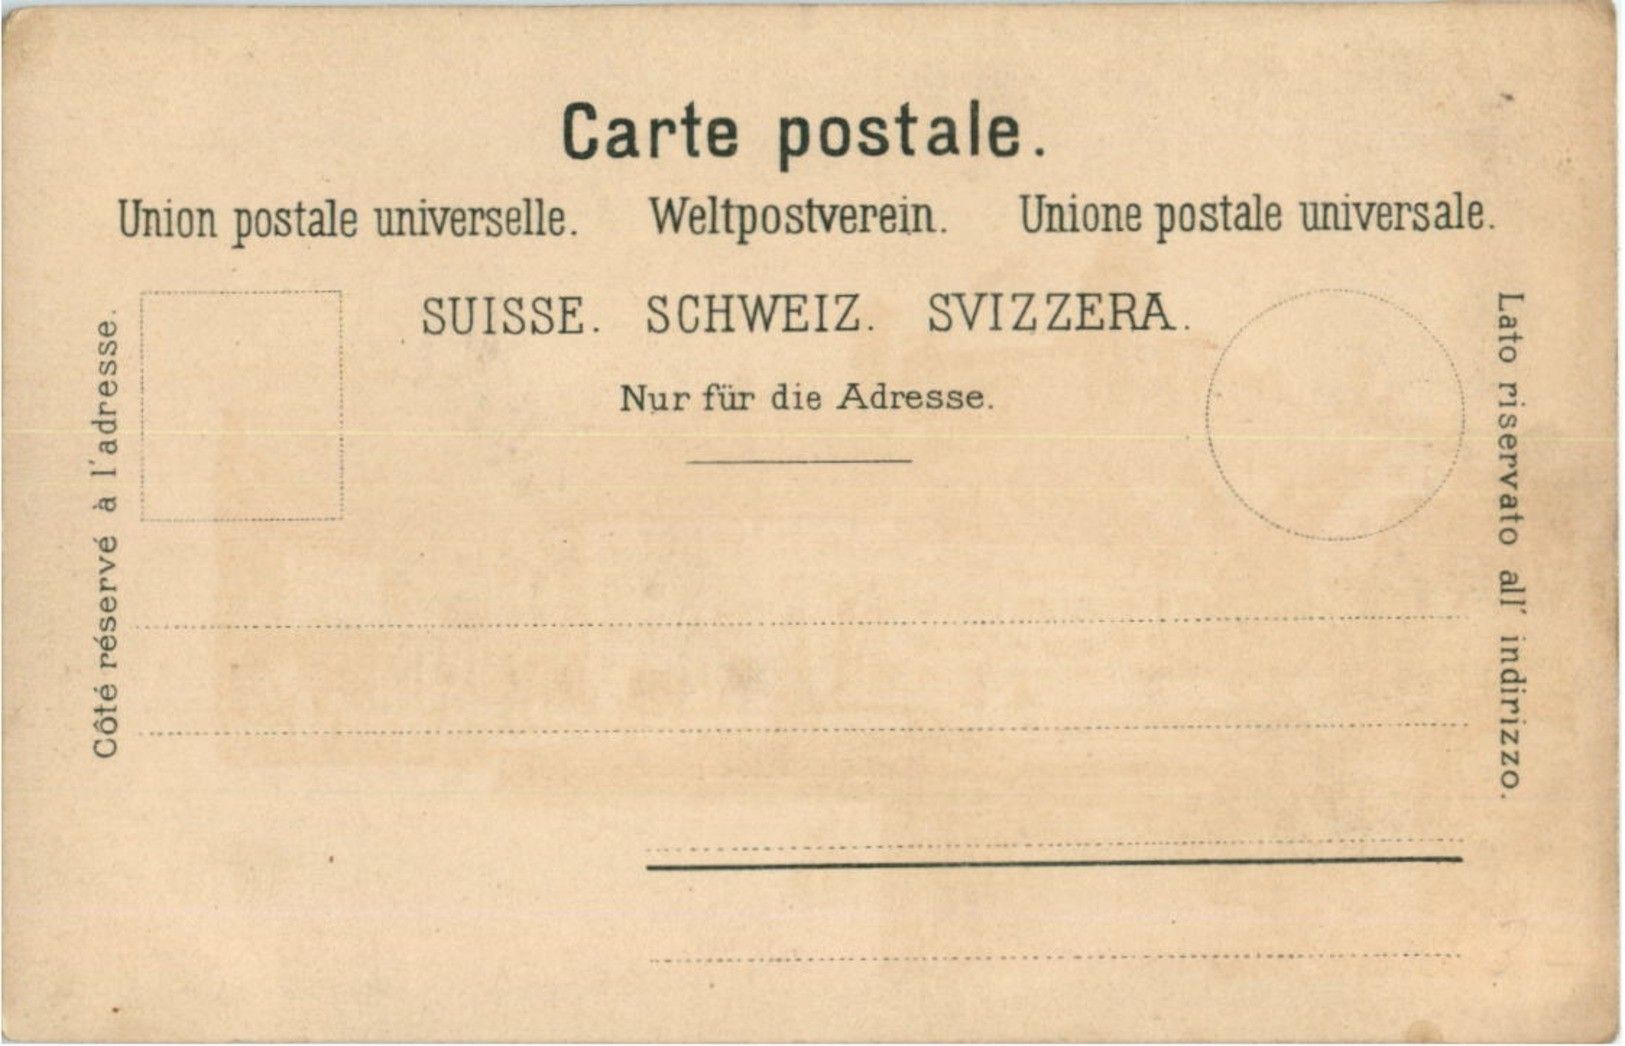 Carte postale.
Union postale universelle. Weltpostverein. Unione postale universale.
SUISSE. SCHWEIZ. SVIZZERA.
Nur für die Adresse.
Côté réservé à l'adresse.
Lato riservato all' indirizzo.